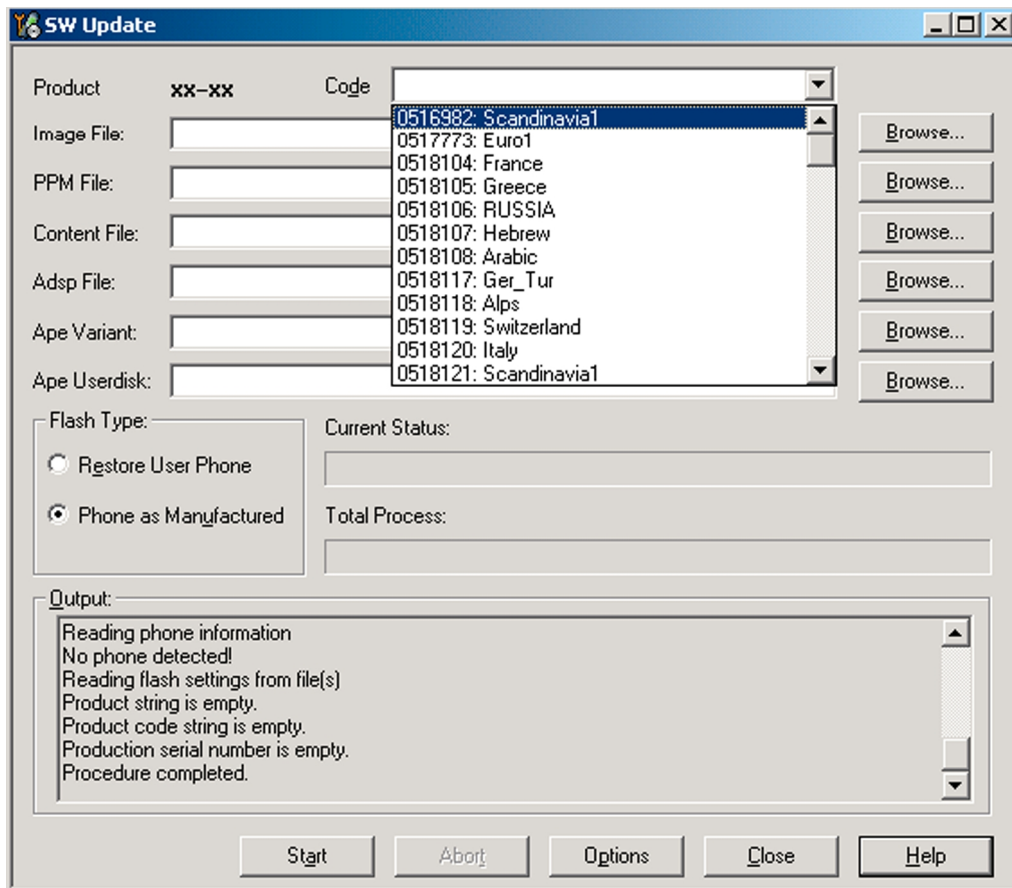 SW Update
Product xx-xx Code
0516982: Scandinavia1
0517773: Euro1
0518104: France
0518105: Greece
0518106: RUSSIA
0518107: Hebrew
0518108: Arabic
0518117: Ger_Tur
0518118: Alps
0518119: Switzerland
0518120: Italy
0518121: Scandinavia1
Image File: Browse...
PPM File: Browse...
Content File: Browse...
Adsp File: Browse...
Ape Variant: Browse...
Ape Userdisk: Browse...
Flash Type:
Restore User Phone
Phone as Manufactured
Current Status:
Total Process:
Output:
Reading phone information
No phone detected!
Reading flash settings from file(s)
Product string is empty.
Product code string is empty.
Production serial number is empty.
Procedure completed.
Start Abort Options Close Help